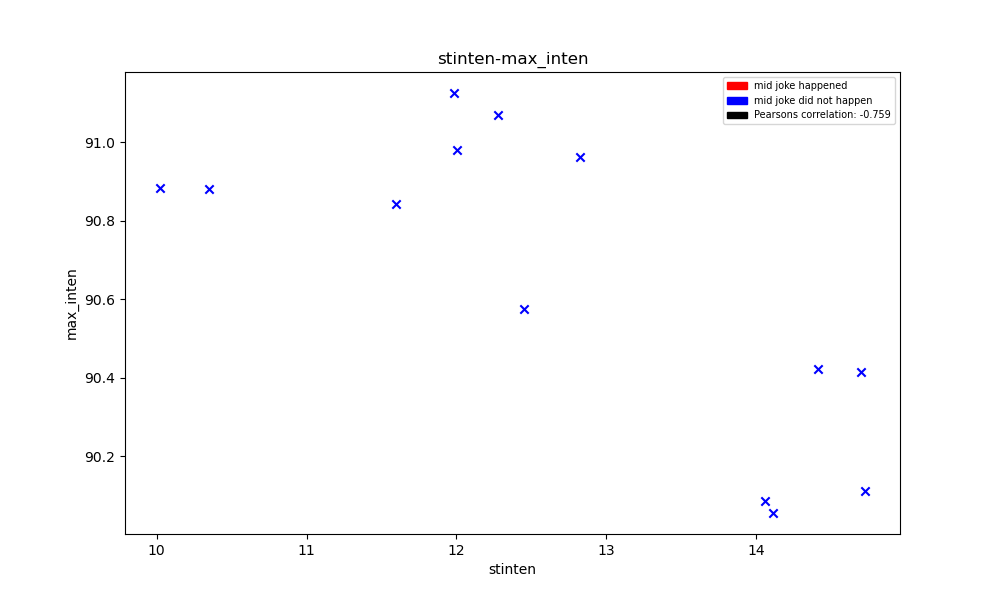 stinten-max_inten
mid joke happened
mid joke did not happen
Pearsons correlation: -0.759
91.0
90.8
90.6
90.4
90.2
max_inten
10 11 12 13 14
stinten